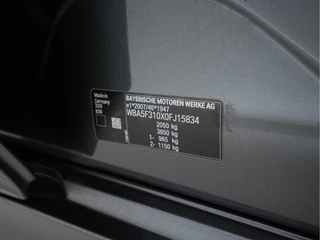 Made in
Germany
BAYERISCHE MOTOREN WERKE AG
e1*2007/46*1947
WBA5F310X0FJ15834
2050 kg
3650 kg
1- 965 kg
2- 1150 kg